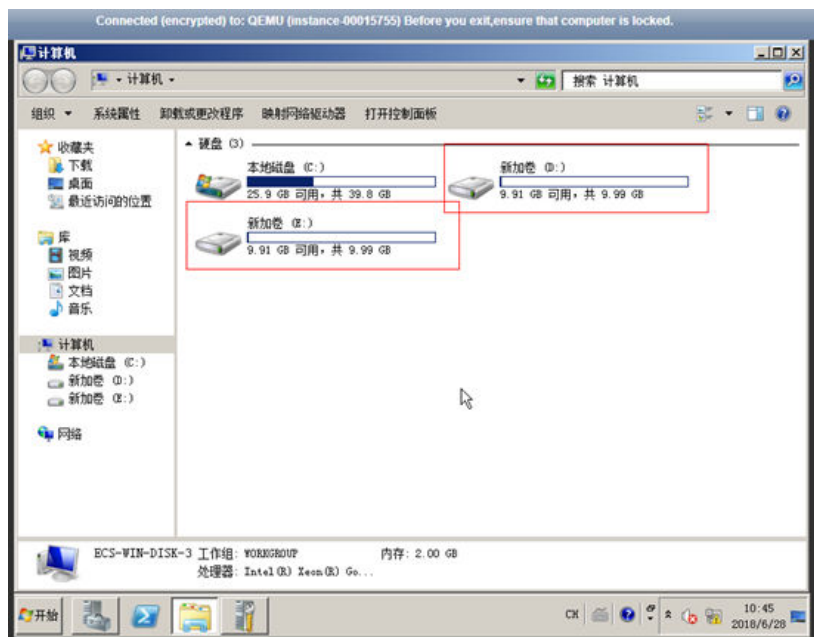 Connected (encrypted) to: QEMU (instance-00015755) Before you exit,ensure that computer is locked.
计算机
计算机
搜索 计算机
组织 系统属性 卸载或更改程序 映射网络驱动器 打开控制面板
收藏夹
下载
桌面
最近访问的位置
库
视频
图片
文档
音乐
计算机
本地磁盘 (C:)
新加卷 (D:)
新加卷 (E:)
网络
硬盘 (3)
本地磁盘 (C:)
25.9 GB 可用，共 39.8 GB
新加卷 (D:)
9.91 GB 可用，共 9.99 GB
新加卷 (E:)
9.91 GB 可用，共 9.99 GB
ECS-WIN-DISK-3 工作组: WORKGROUP 内存: 2.00 GB
处理器: Intel(R) Xeon(R) Go...
开始
CH
10:45
2018/6/28